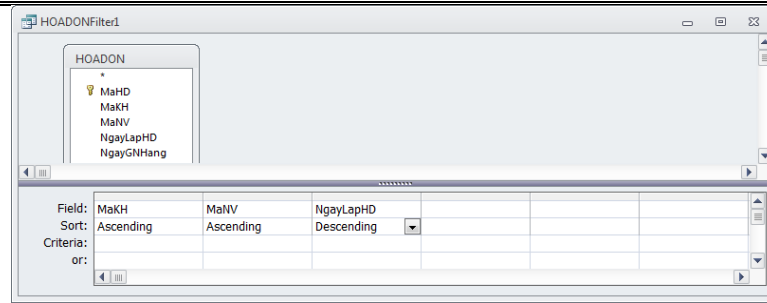 HOADONFilter1
HOADON
*
MaHD
MaKH
MaNV
NgayLapHD
NgayGNHang
Field: MaKH MaNV NgayLapHD
Sort: Ascending Ascending Descending
Criteria:
or: